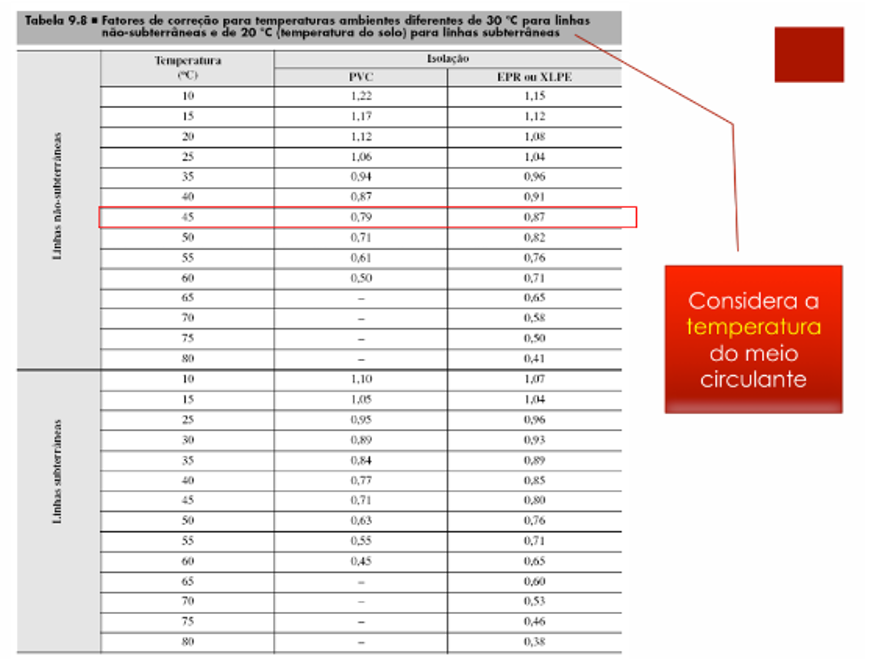 Tabela 9.8 ■ Fatores de correção para temperaturas ambientes diferentes de 30 °C para linhas
não-subterrâneas e de 20 °C (temperatura do solo) para linhas subterrâneas
Temperatura
(°C)
Isolação
PVC
EPR ou XLPE
Linhas não-subterrâneas
10 1,22 1,15
15 1,17 1,12
20 1,12 1,08
25 1,06 1,04
35 0,94 0,96
40 0,87 0,91
45 0,79 0,87
50 0,71 0,82
55 0,61 0,76
60 0,50 0,71
65 – 0,65
70 – 0,58
75 – 0,50
80 – 0,41
Linhas subterrâneas
10 1,10 1,07
15 1,05 1,04
25 0,95 0,96
30 0,89 0,93
35 0,84 0,89
40 0,77 0,85
45 0,71 0,80
50 0,63 0,76
55 0,55 0,71
60 0,45 0,65
65 – 0,60
70 – 0,53
75 – 0,46
80 – 0,38
Considera a
temperatura
do meio
circulante